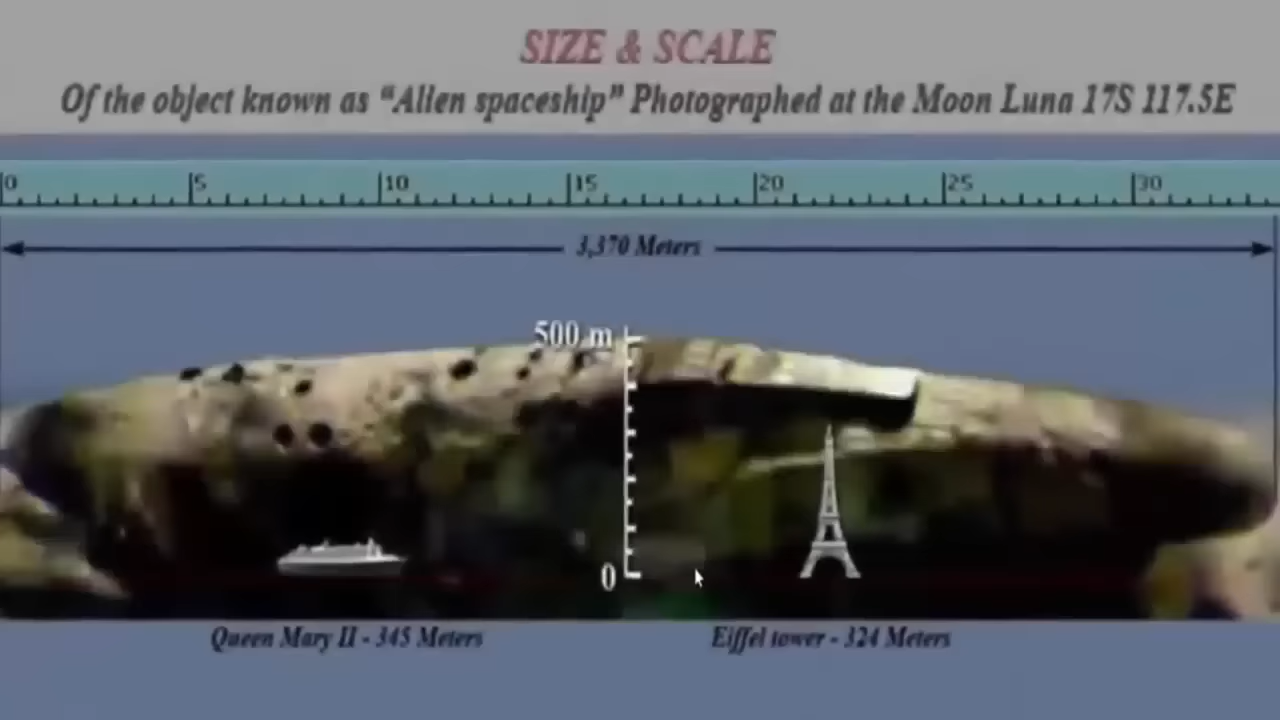 SIZE & SCALE
Of the object known as “Alien spaceship” Photographed at the Moon Luna 17S 117.5E
0 5 10 15 20 25 30
3,370 Meters
500 m
0
Queen Mary II - 345 Meters
Eiffel tower - 324 Meters